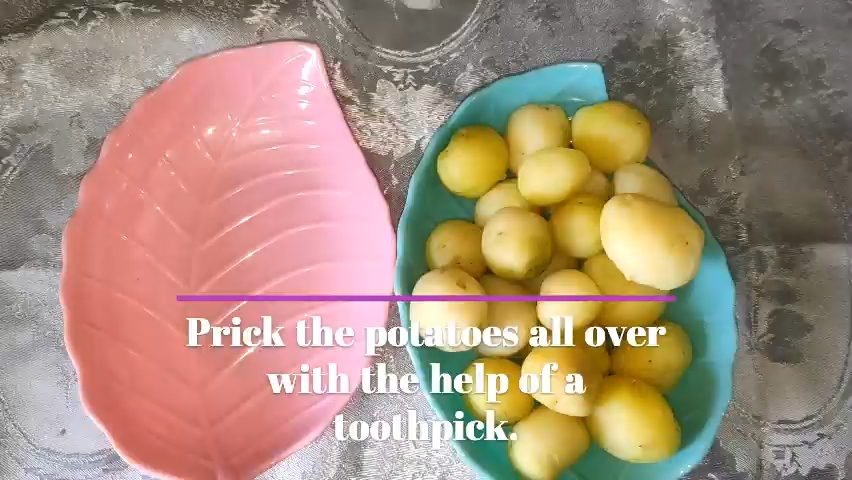 Prick the potatoes all over
with the help of a
toothpick.